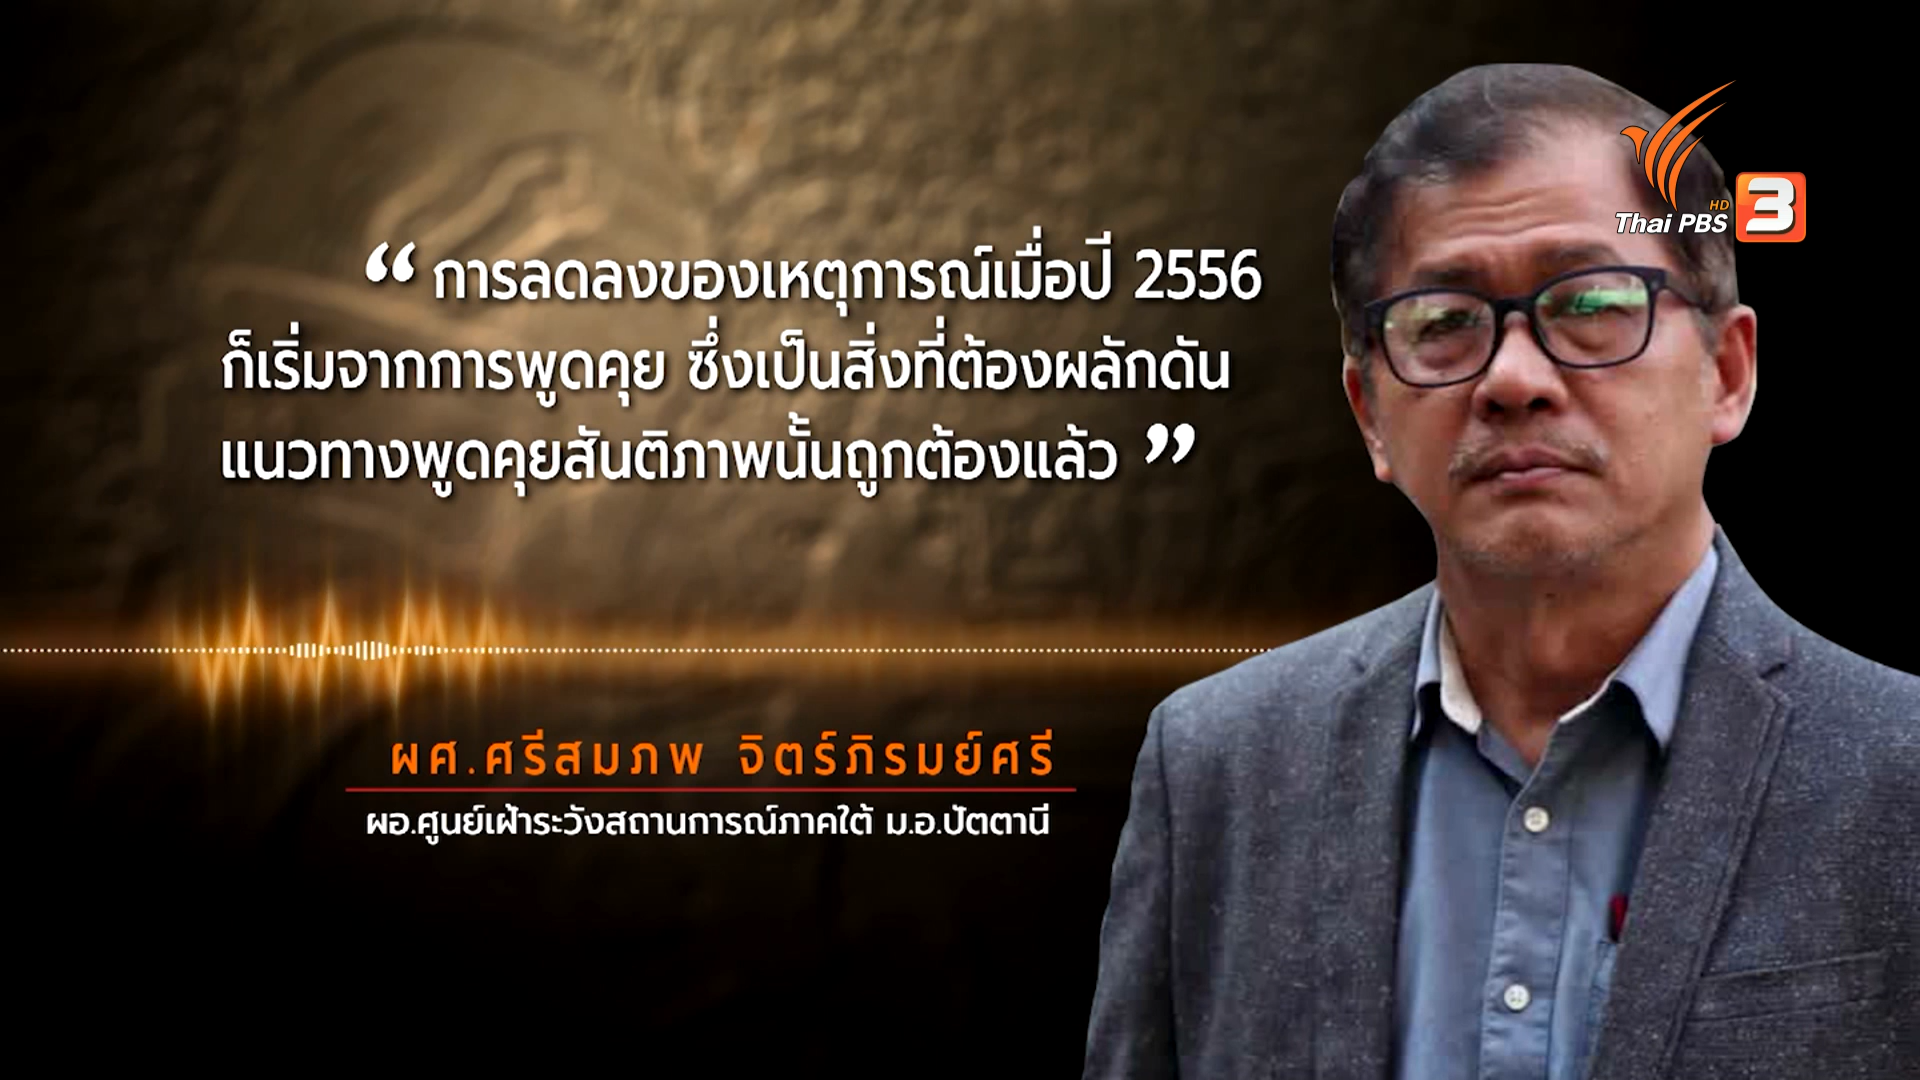 Thai PBS HD 3
“ การลดลงของเหตุการณ์เมื่อปี 2556
ก็เริ่มจากการพูดคุย ซึ่งเป็นสิ่งที่ต้องผลักดัน
แนวทางพูดคุยสันติภาพนั้นถูกต้องแล้ว ”
ผศ.ศรีสมภพ จิตร์ภิรมย์ศรี
ผอ.ศูนย์เฝ้าระวังสถานการณ์ภาคใต้ ม.อ.ปัตตานี